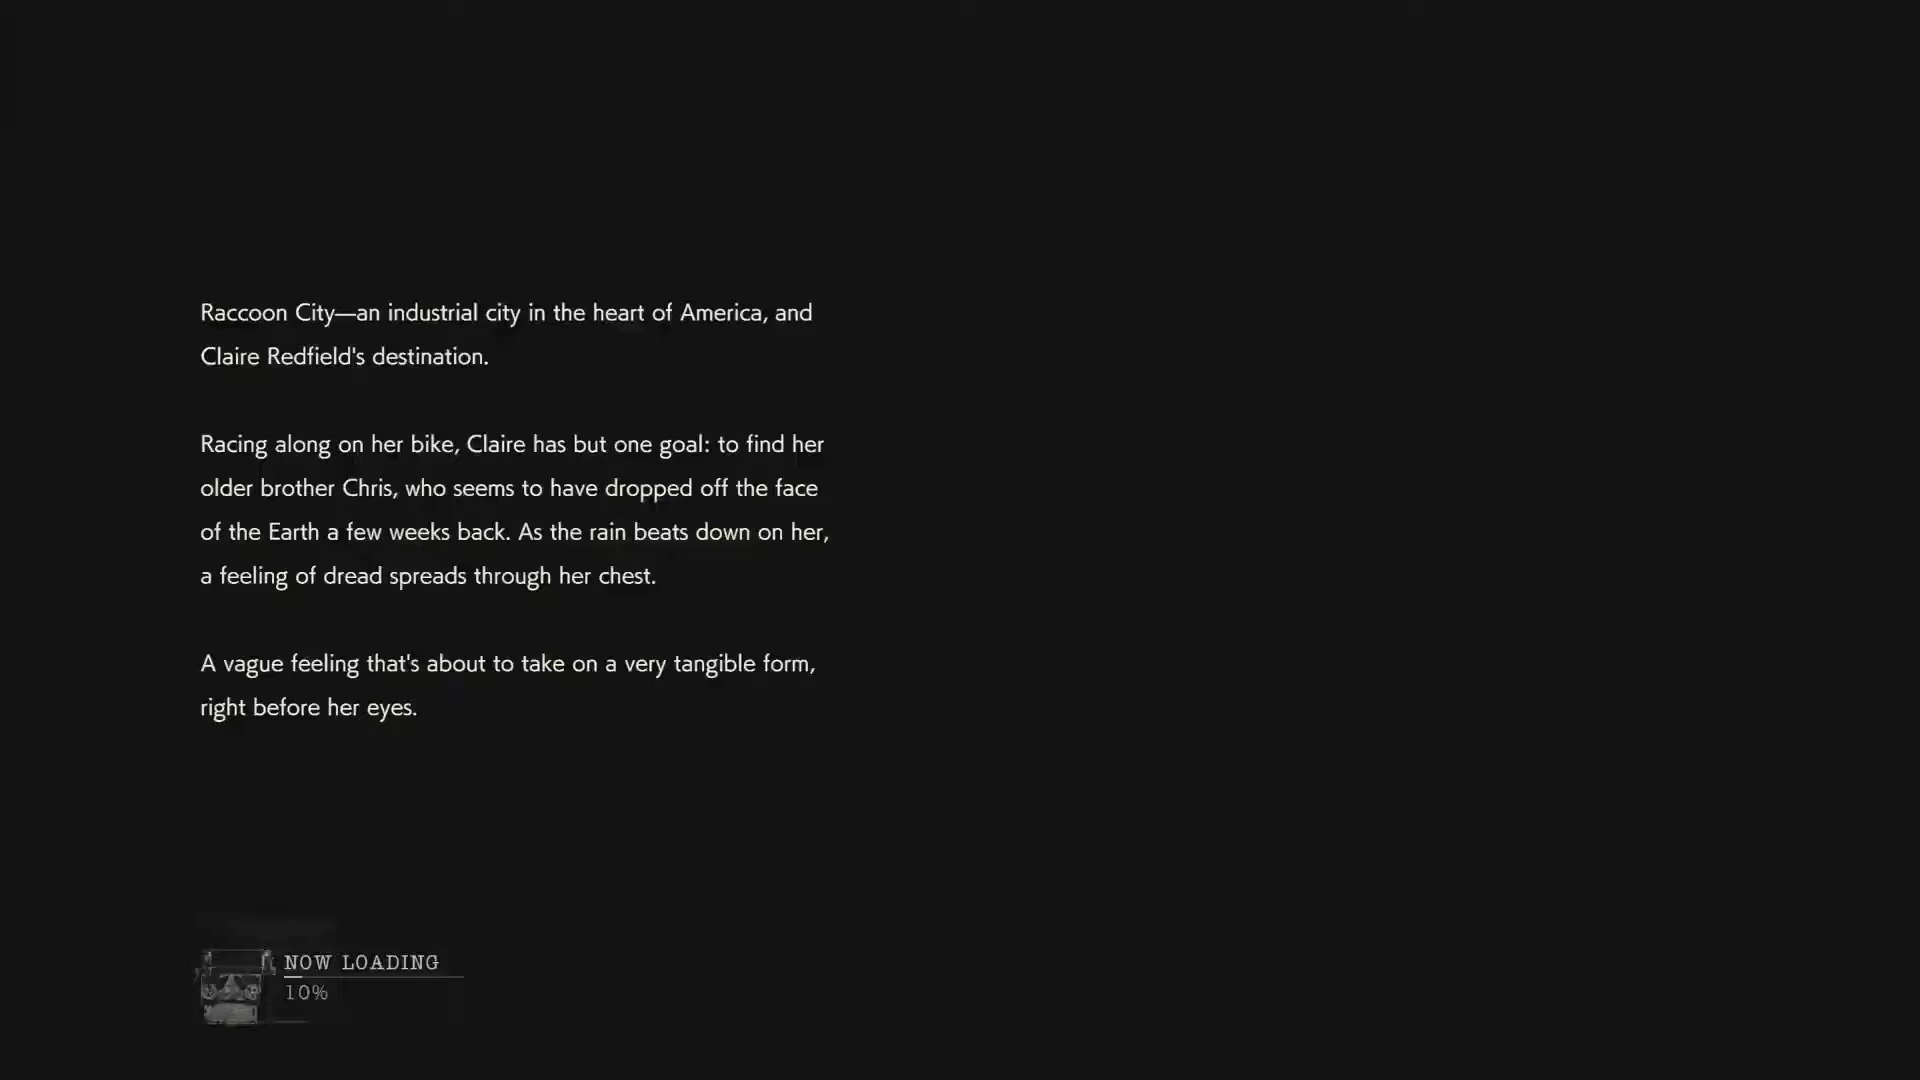 Raccoon City—an industrial city in the heart of America, and
Claire Redfield's destination.
Racing along on her bike, Claire has but one goal: to find her
older brother Chris, who seems to have dropped off the face
of the Earth a few weeks back. As the rain beats down on her,
a feeling of dread spreads through her chest.
A vague feeling that's about to take on a very tangible form,
right before her eyes.
NOW LOADING
10%